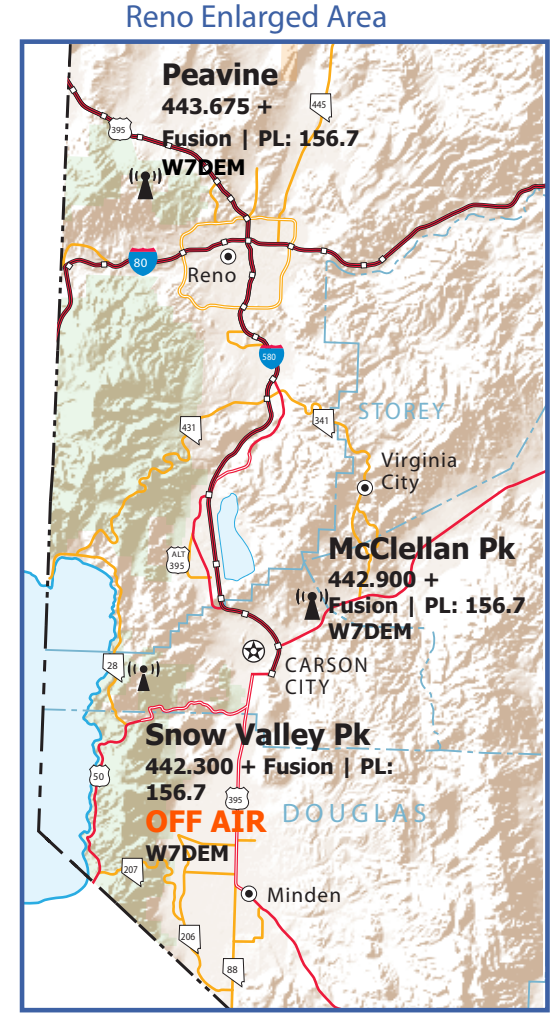 Reno Enlarged Area
Peavine
443.675 +
Fusion | PL: 156.7
W7DEM
445
395
80
Reno
580
431
341
STOREY
Virginia
City
ALT
395
McClellan Pk
442.900 +
Fusion | PL: 156.7
W7DEM
28
CARSON
CITY
Snow Valley Pk
442.300 + Fusion | PL:
156.7
OFF AIR
W7DEM
50
395
DOUGLAS
207
Minden
206
88